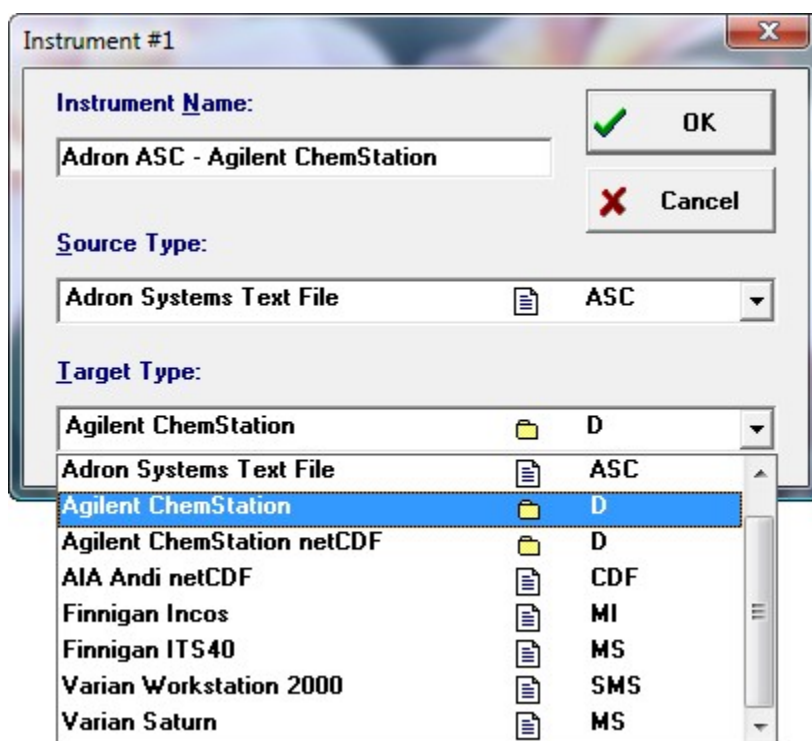 Instrument #1
Instrument Name:
OK
Adron ASC - Agilent ChemStation
Cancel
Source Type:
Adron Systems Text File ASC
Target Type:
Agilent ChemStation D
Adron Systems Text File ASC
Agilent ChemStation D
Agilent ChemStation netCDF D
AIA Andi netCDF CDF
Finnigan Incos MI
Finnigan ITS40 MS
Varian Workstation 2000 SMS
Varian Saturn MS